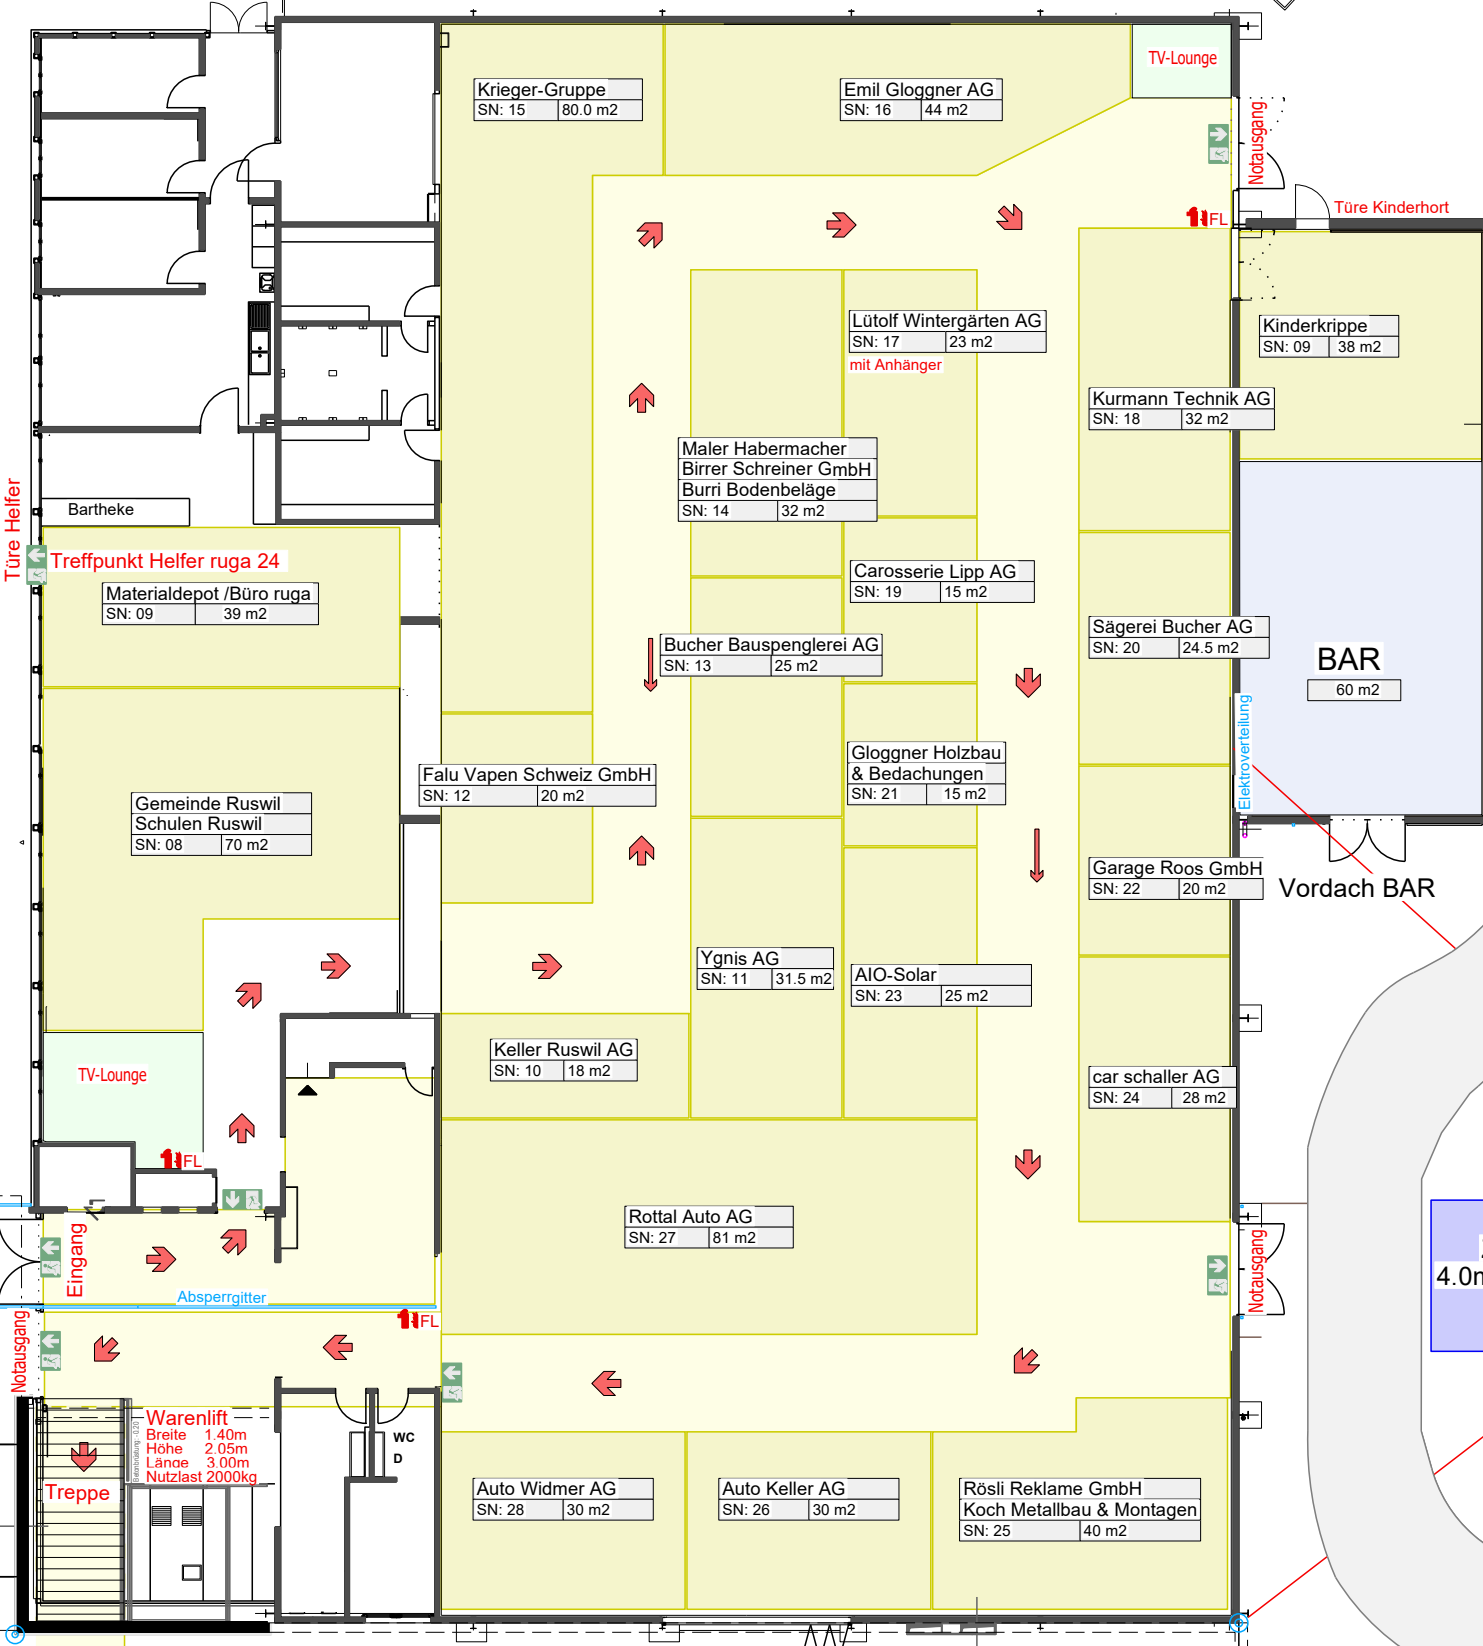 TV-Lounge
Krieger-Gruppe
SN: 15 80.0 m2
Emil Gloggner AG
SN: 16 44 m2
Notausgang
FL
Türe Kinderhort
Lütolf Wintergärten AG
SN: 17 23 m2
mit Anhänger
Kinderkrippe
SN: 09 38 m2
Kurmann Technik AG
SN: 18 32 m2
Maler Habermacher
Birrer Schreiner GmbH
Burri Bodenbeläge
SN: 14 32 m2
Bartheke
Türe Helfer
Treffpunkt Helfer ruga 24
Materialdepot /Büro ruga
SN: 09 39 m2
Carosserie Lipp AG
SN: 19 15 m2
Bucher Bauspenglerei AG
SN: 13 25 m2
Sägerei Bucher AG
SN: 20 24.5 m2
BAR
60 m2
Elektroverteilung
Falu Vapen Schweiz GmbH
SN: 12 20 m2
Gloggner Holzbau
& Bedachungen
SN: 21 15 m2
Gemeinde Ruswil
Schulen Ruswil
SN: 08 70 m2
Garage Roos GmbH
SN: 22 20 m2
Vordach BAR
Ygnis AG
SN: 11 31.5 m2
AIO-Solar
SN: 23 25 m2
Keller Ruswil AG
SN: 10 18 m2
TV-Lounge
car schaller AG
SN: 24 28 m2
FL
Rottal Auto AG
SN: 27 81 m2
Eingang
Notausgang
4.0m
Absperrgitter
FL
Notausgang
Warenlift
Breite 1.40m
Höhe 2.05m
Länge 3.00m
Nutzlast 2000kg
WC
D
Treppe
Auto Widmer AG
SN: 28 30 m2
Auto Keller AG
SN: 26 30 m2
Rösli Reklame GmbH
Koch Metallbau & Montagen
SN: 25 40 m2